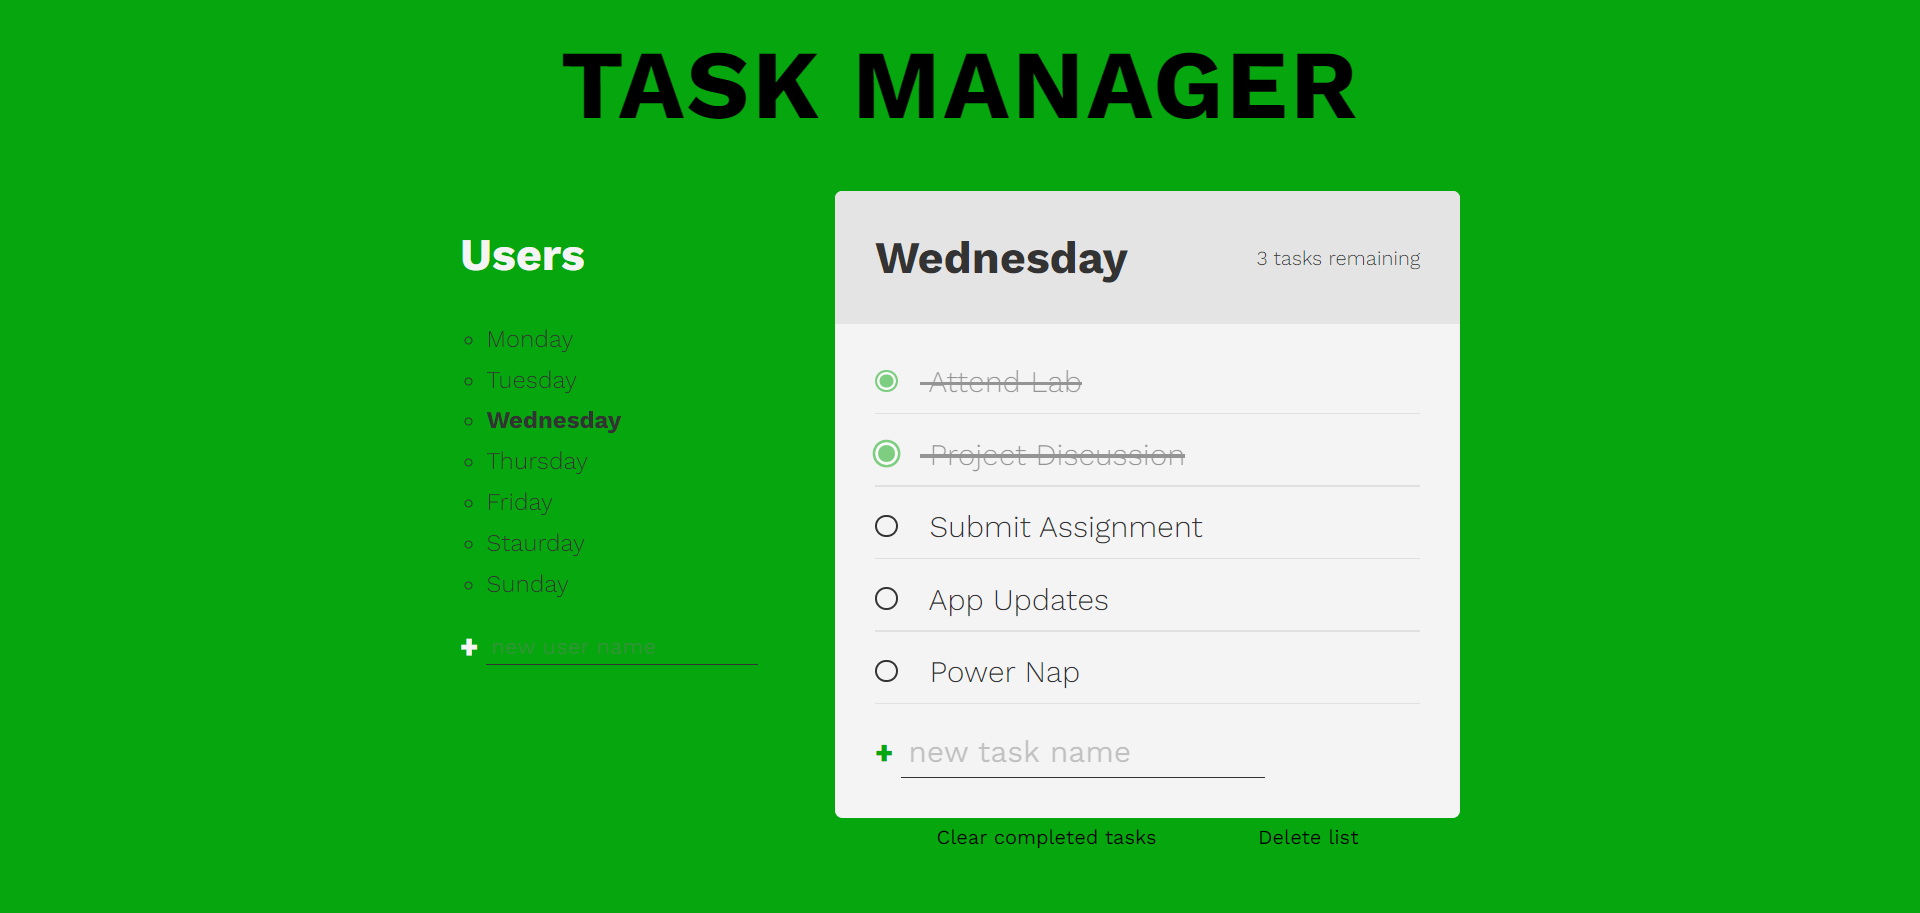 TASK MANAGER
Users
Monday
Tuesday
Wednesday
Thursday
Friday
Staurday
Sunday
new user name
Wednesday
3 tasks remaining
Attend Lab
Project Discussion
Submit Assignment
App Updates
Power Nap
new task name
Clear completed tasks
Delete list